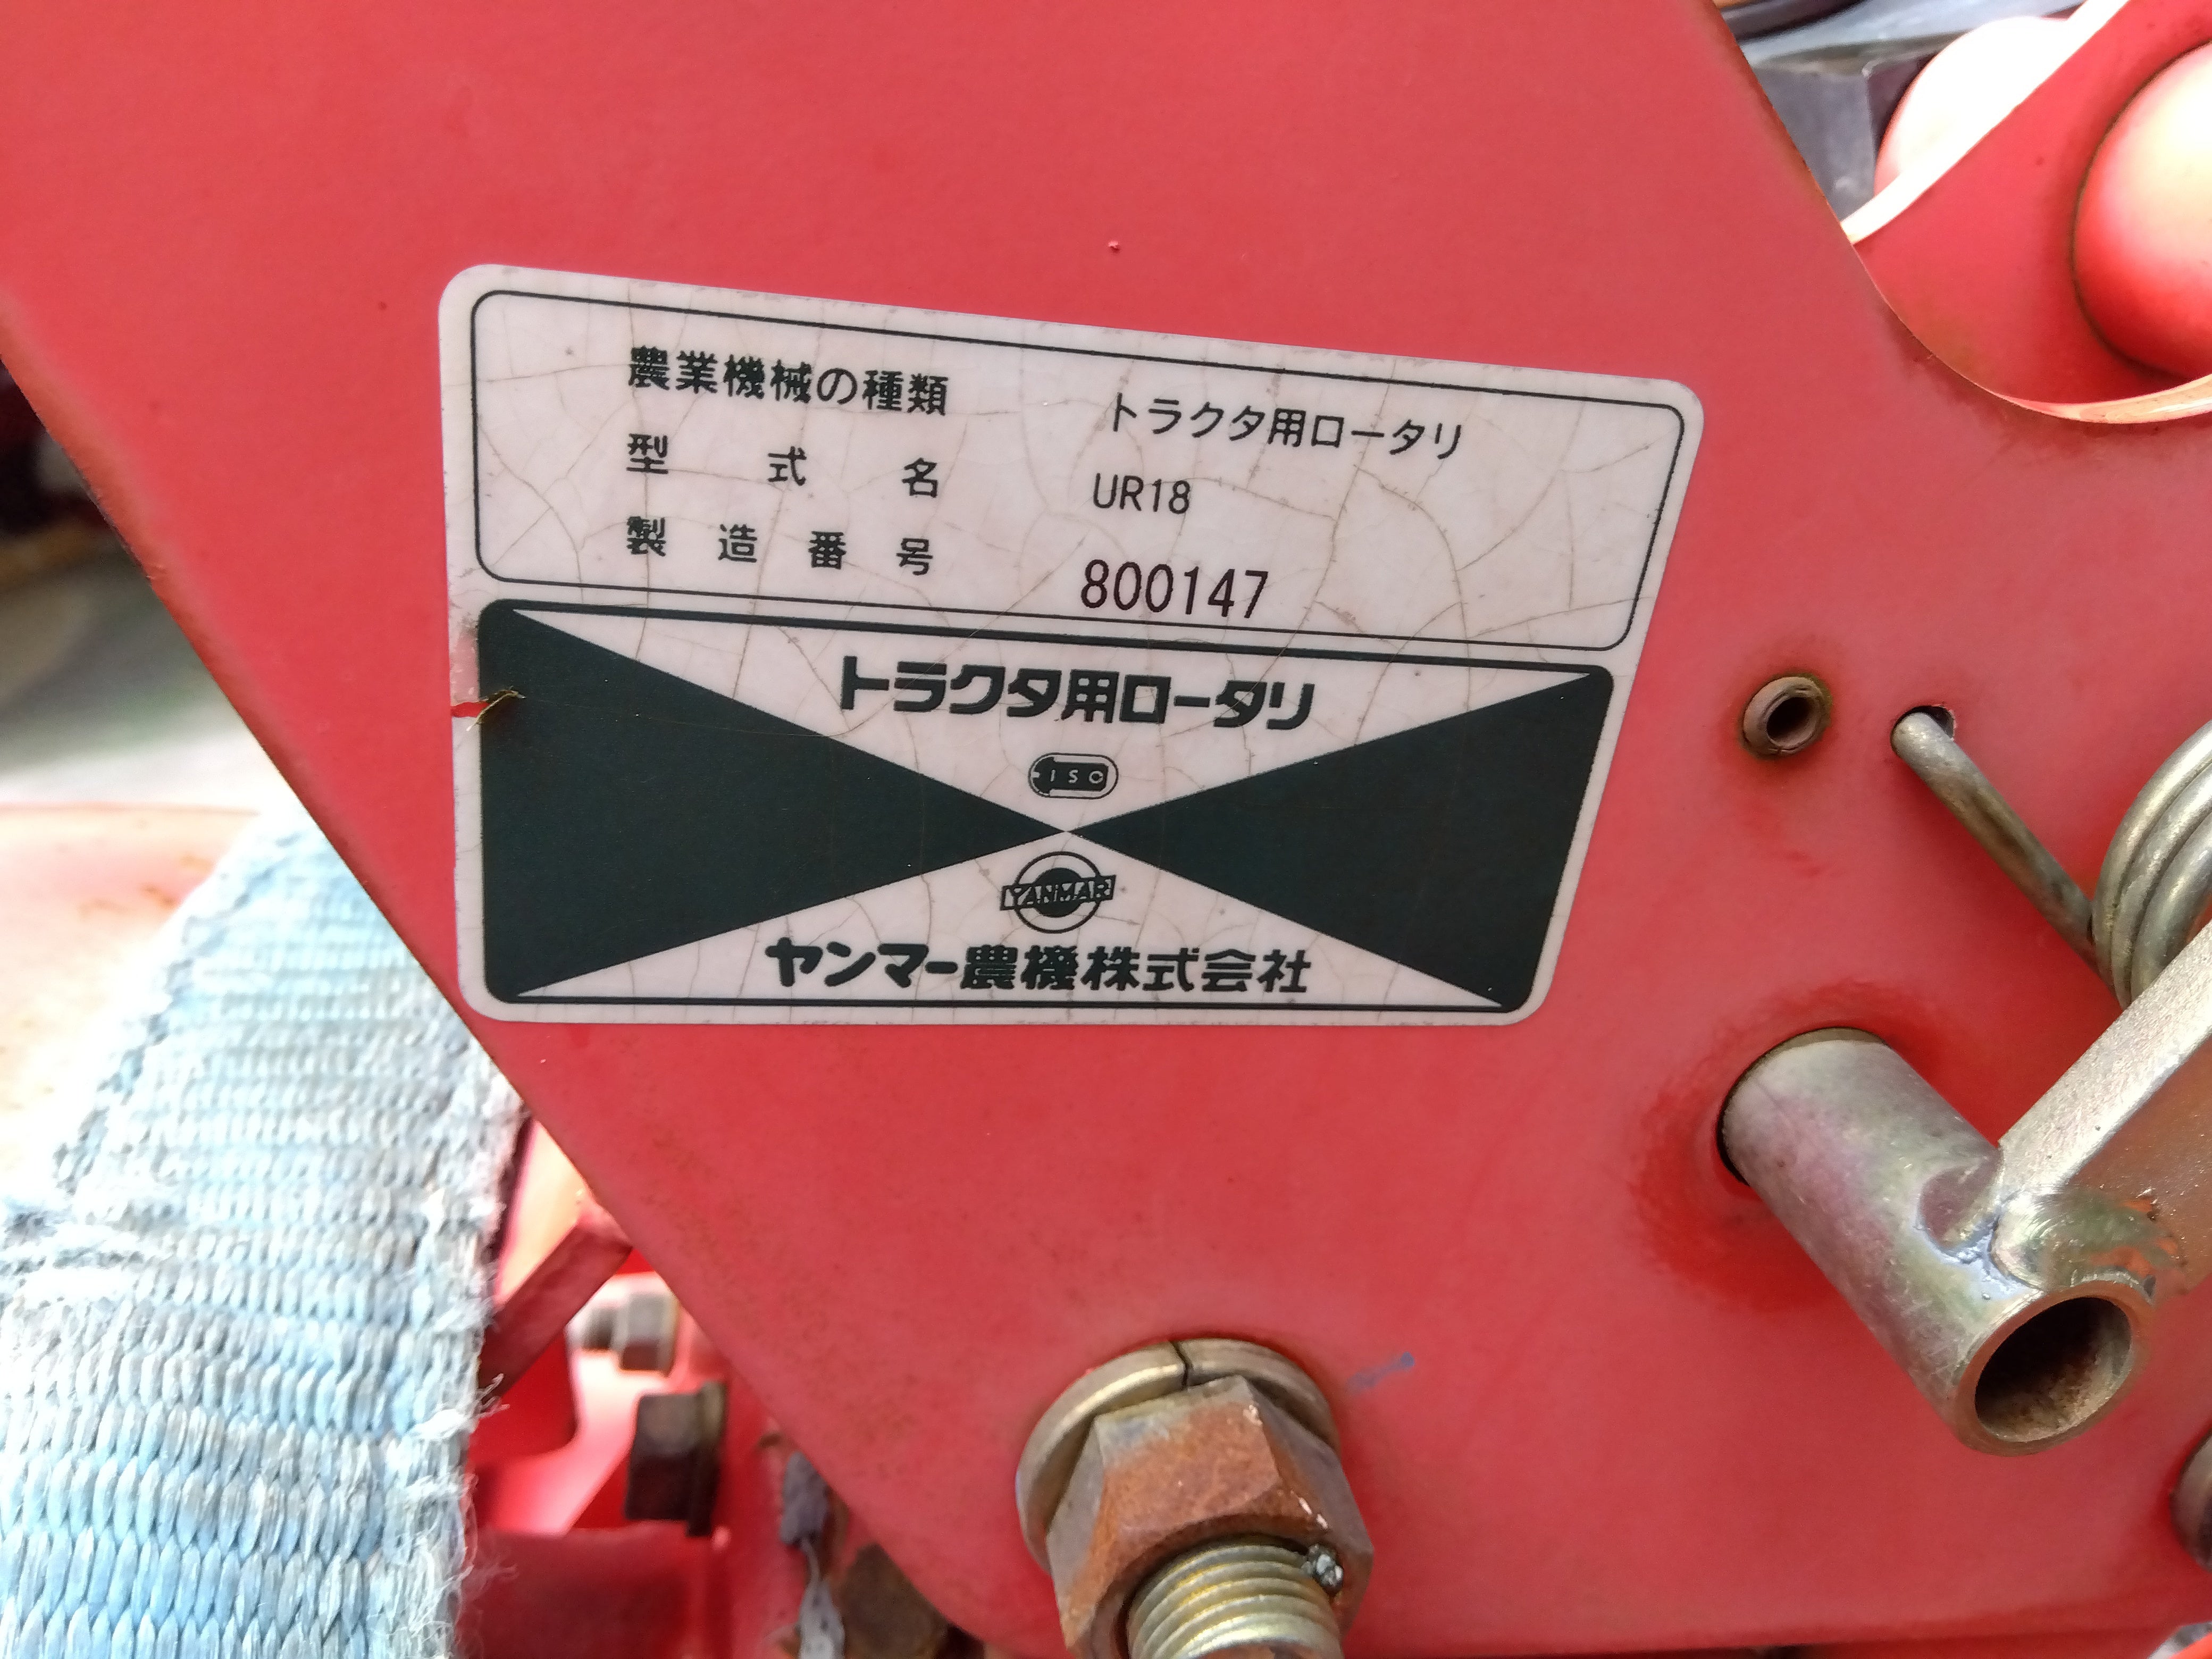 農業機械の種類 トラクタ用ロータリ
型式名 UR18
製造番号 800147
トラクタ用ロータリ
ISC
YANMAR
ヤンマー農機株式会社